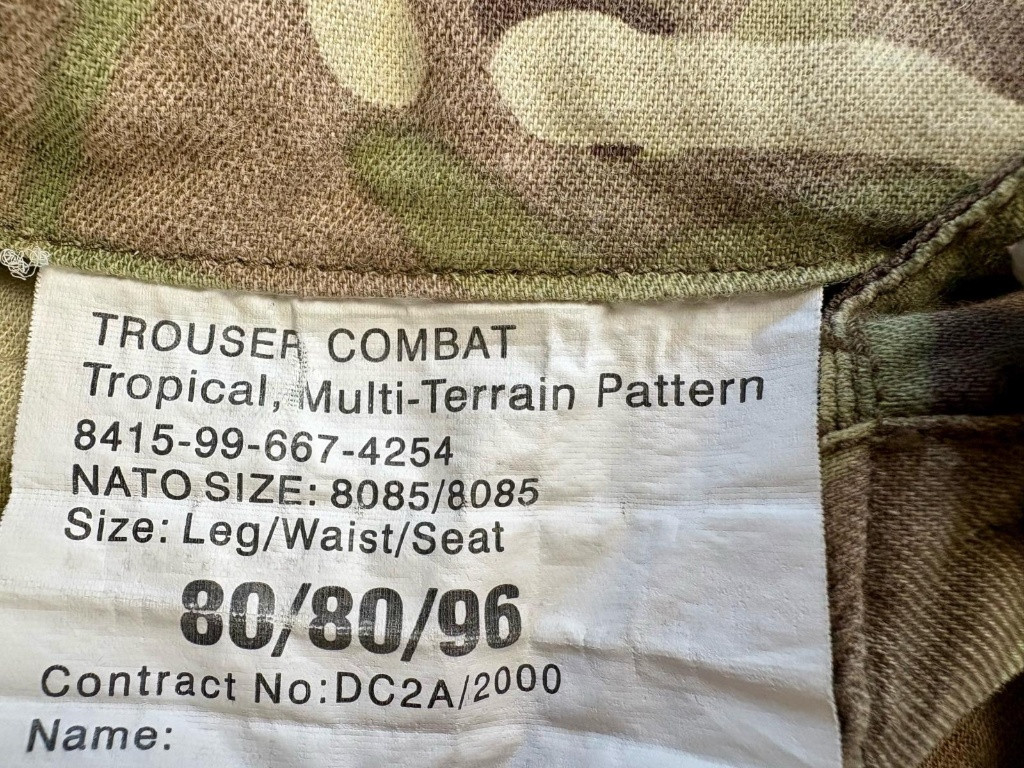 TROUSER COMBAT
Tropical, Multi-Terrain Pattern
8415-99-667-4254
NATO SIZE: 8085/8085
Size: Leg/Waist/Seat
80/80/96
Contract No:DC2A/2000
Name: